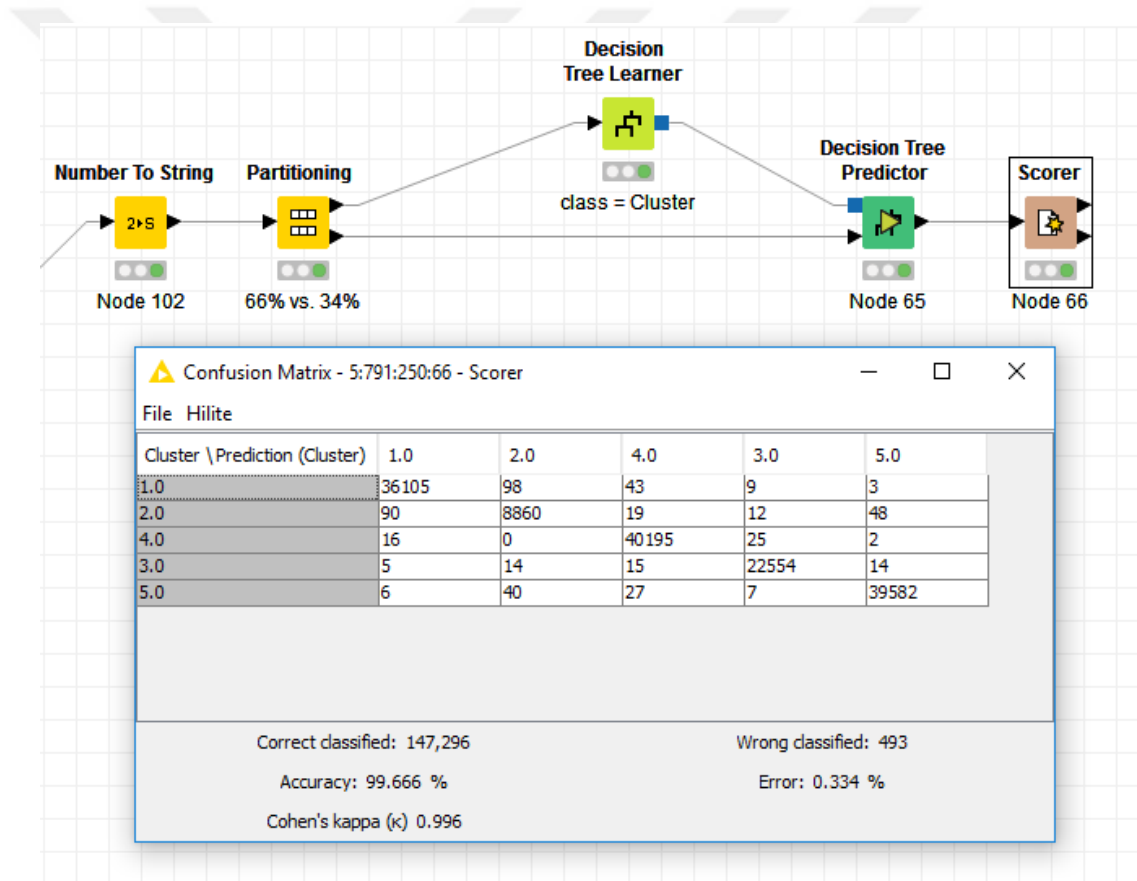 Decision
Tree Learner
class = Cluster
Number To String
2▸S
Node 102
Partitioning
66% vs. 34%
Decision Tree
Predictor
Node 65
Scorer
Node 66
Confusion Matrix - 5:791:250:66 - Scorer
File Hilite
Cluster \ Prediction (Cluster) 1.0 2.0 4.0 3.0 5.0
1.0 36105 98 43 9 3
2.0 90 8860 19 12 48
4.0 16 0 40195 25 2
3.0 5 14 15 22554 14
5.0 6 40 27 7 39582
Correct classified: 147,296 Wrong classified: 493
Accuracy: 99.666 % Error: 0.334 %
Cohen's kappa (κ) 0.996